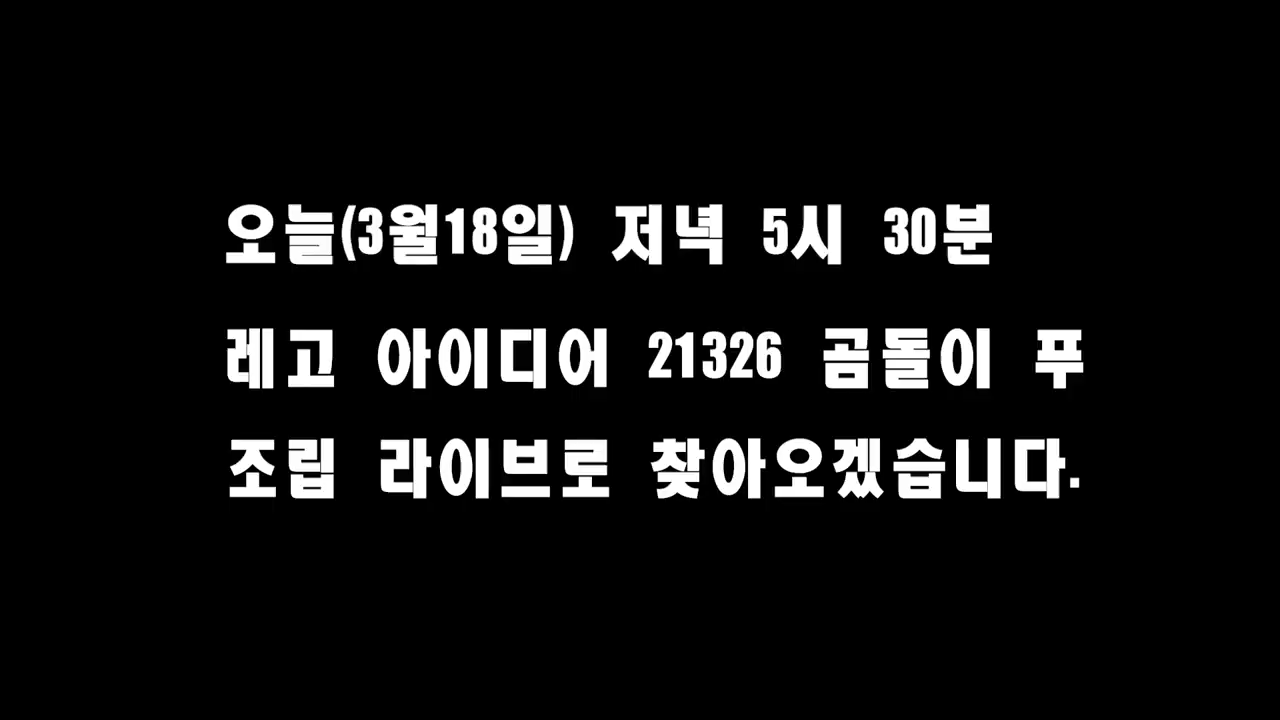 오늘(3월18일) 저녁 5시 30분
레고 아이디어 21326 곰돌이 푸
조립 라이브로 찾아오겠습니다.